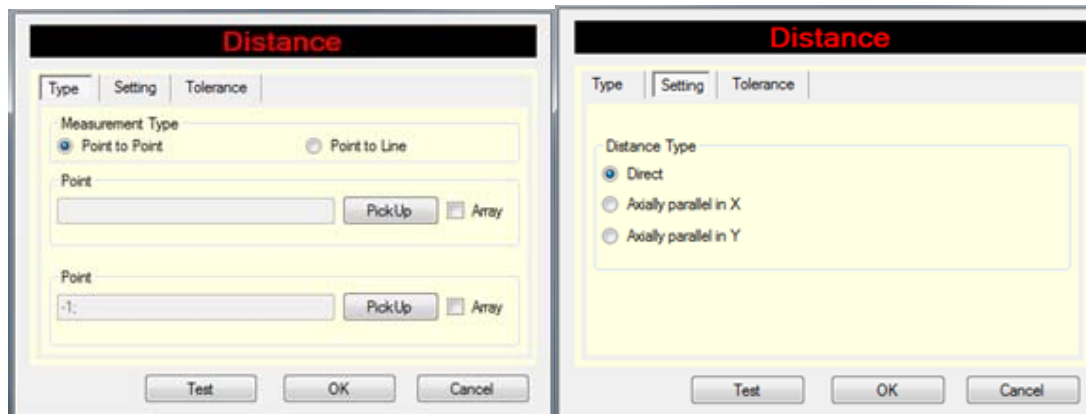 Distance
Type Setting Tolerance
Measurement Type
Point to Point Point to Line
Point
PickUp Array
Point
-1; PickUp Array
Test OK Cancel
Distance
Type Setting Tolerance
Distance Type
Direct
Axially parallel in X
Axially parallel in Y
Test OK Cancel